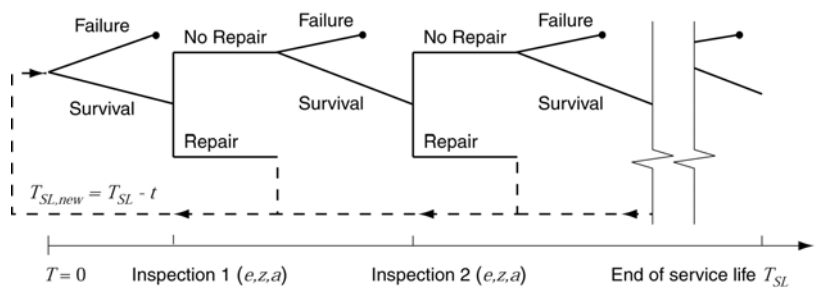 Failure
No Repair
Failure
No Repair
Failure
Survival
Survival
Survival
Repair
Repair
T_SL,new = T_SL - t
T = 0
Inspection 1 (e,z,a)
Inspection 2 (e,z,a)
End of service life T_SL